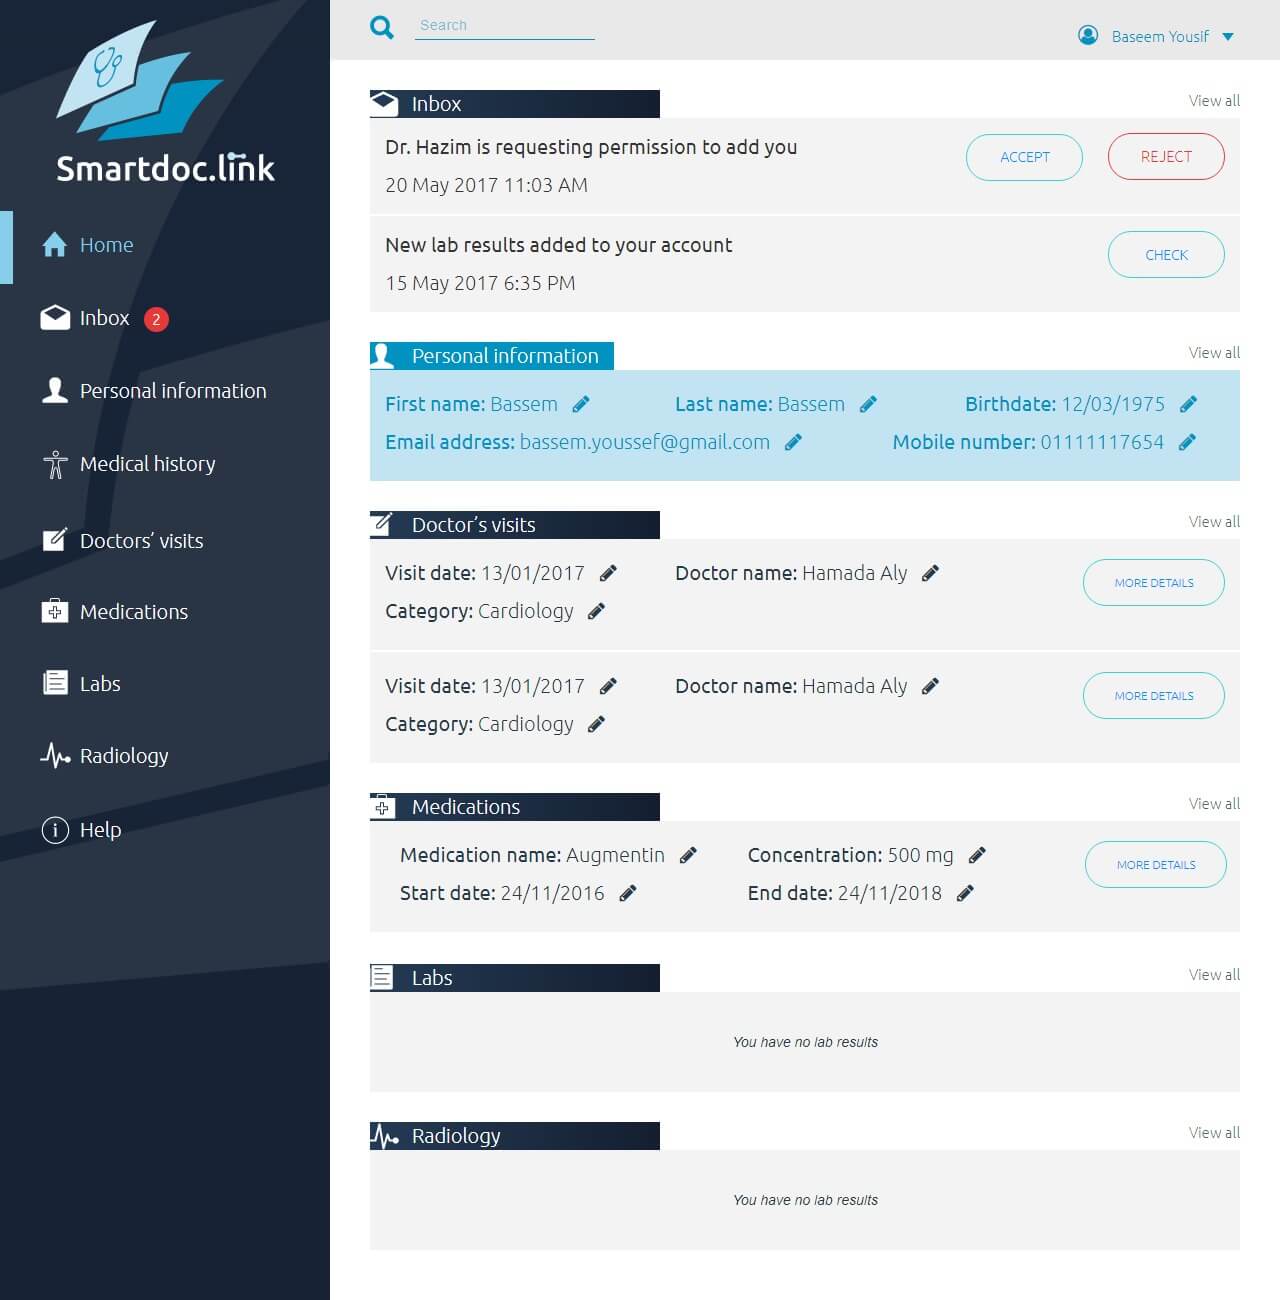 Smartdoc.link
Home
Inbox 2
Personal information
Medical history
Doctors’ visits
Medications
Labs
Radiology
Help
Search
Baseem Yousif
Inbox
View all
Dr. Hazim is requesting permission to add you
20 May 2017 11:03 AM
ACCEPT
REJECT
New lab results added to your account
15 May 2017 6:35 PM
CHECK
Personal information
View all
First name: Bassem Last name: Bassem Birthdate: 12/03/1975
Email address: bassem.youssef@gmail.com Mobile number: 01111117654
Doctor’s visits
View all
Visit date: 13/01/2017 Doctor name: Hamada Aly
Category: Cardiology
MORE DETAILS
Visit date: 13/01/2017 Doctor name: Hamada Aly
Category: Cardiology
MORE DETAILS
Medications
View all
Medication name: Augmentin Concentration: 500 mg
Start date: 24/11/2016 End date: 24/11/2018
MORE DETAILS
Labs
View all
You have no lab results
Radiology
View all
You have no lab results